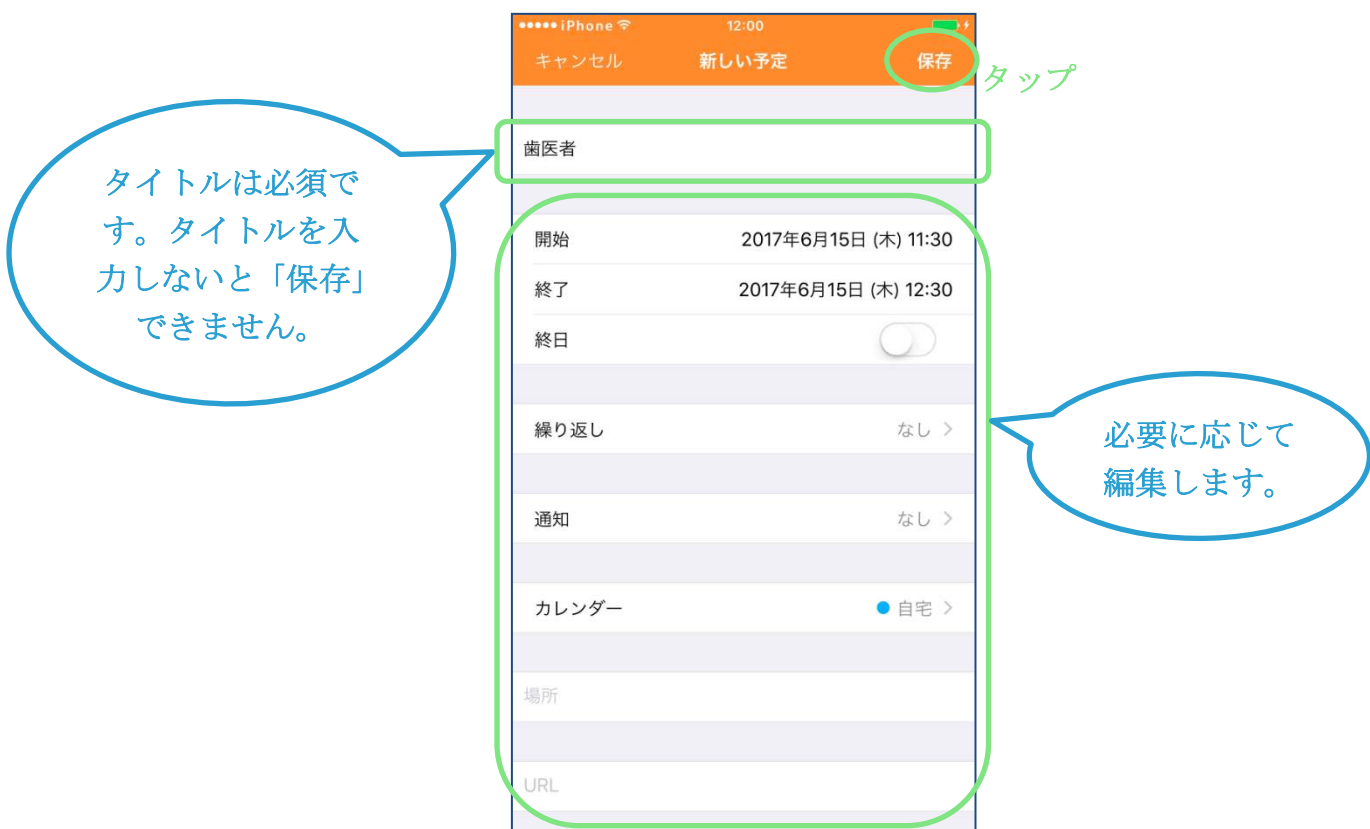 ●●●●● iPhone 12:00
キャンセル 新しい予定 保存
タップ
歯医者
タイトルは必須で
す。タイトルを入
力しないと「保存」
できません。
開始 2017年6月15日 (木) 11:30
終了 2017年6月15日 (木) 12:30
終日
繰り返し なし
必要に応じて
編集します。
通知 なし
カレンダー 自宅
場所
URL